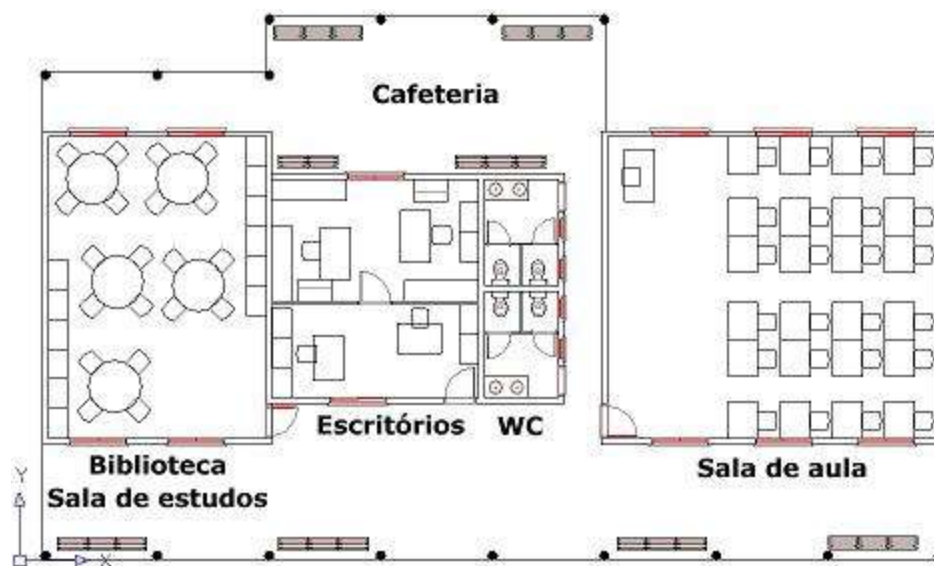 Cafeteria
Escritórios
WC
Biblioteca
Sala de estudos
Sala de aula
Y
X